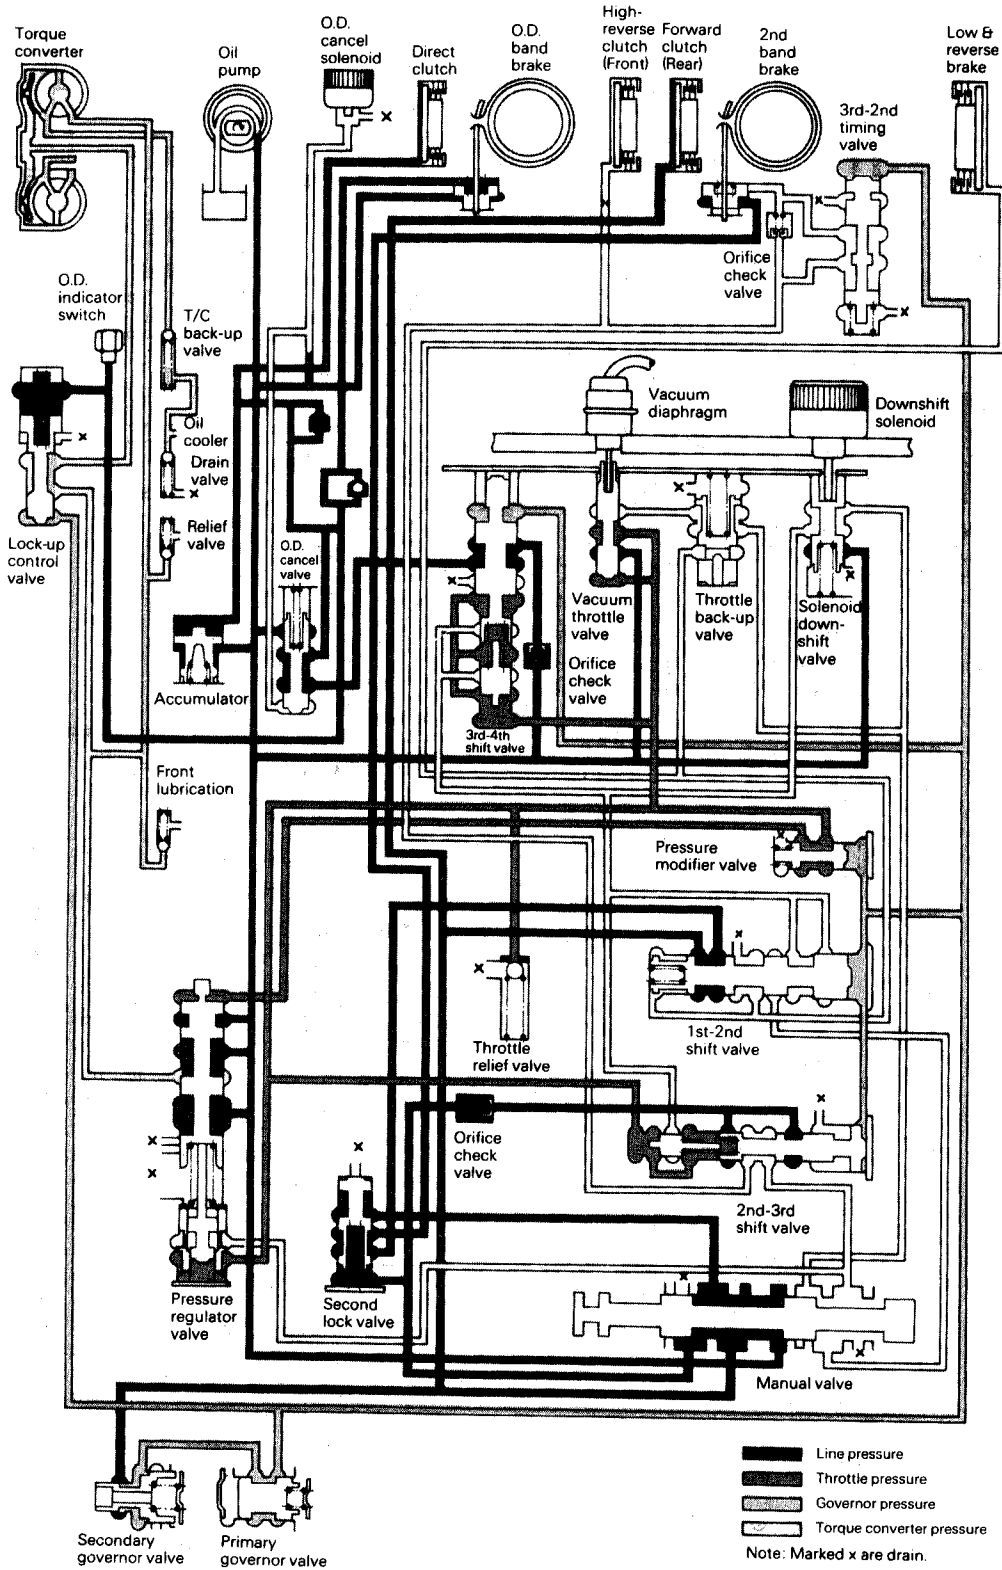 Torque
converter
Oil
pump
O.D.
cancel
solenoid
Direct
clutch
O.D.
band
brake
High-
reverse
clutch
(Front)
Forward
clutch
(Rear)
2nd
band
brake
Low &
reverse
brake
3rd-2nd
timing
valve
O.D.
indicator
switch
T/C
back-up
valve
Orifice
check
valve
Vacuum
diaphragm
Downshift
solenoid
Oil
cooler
Drain
valve
Relief
valve
Lock-up
control
valve
O.D.
cancel
valve
Vacuum
throttle
valve
Throttle
back-up
valve
Solenoid
down-
shift
valve
Accumulator
Orifice
check
valve
3rd-4th
shift valve
Front
lubrication
Pressure
modifier valve
1st-2nd
shift valve
Throttle
relief valve
Orifice
check
valve
2nd-3rd
shift valve
Pressure
regulator
valve
Second
lock valve
Manual valve
Line pressure
Throttle pressure
Governor pressure
Torque converter pressure
Note: Marked x are drain.
Secondary
governor valve
Primary
governor valve